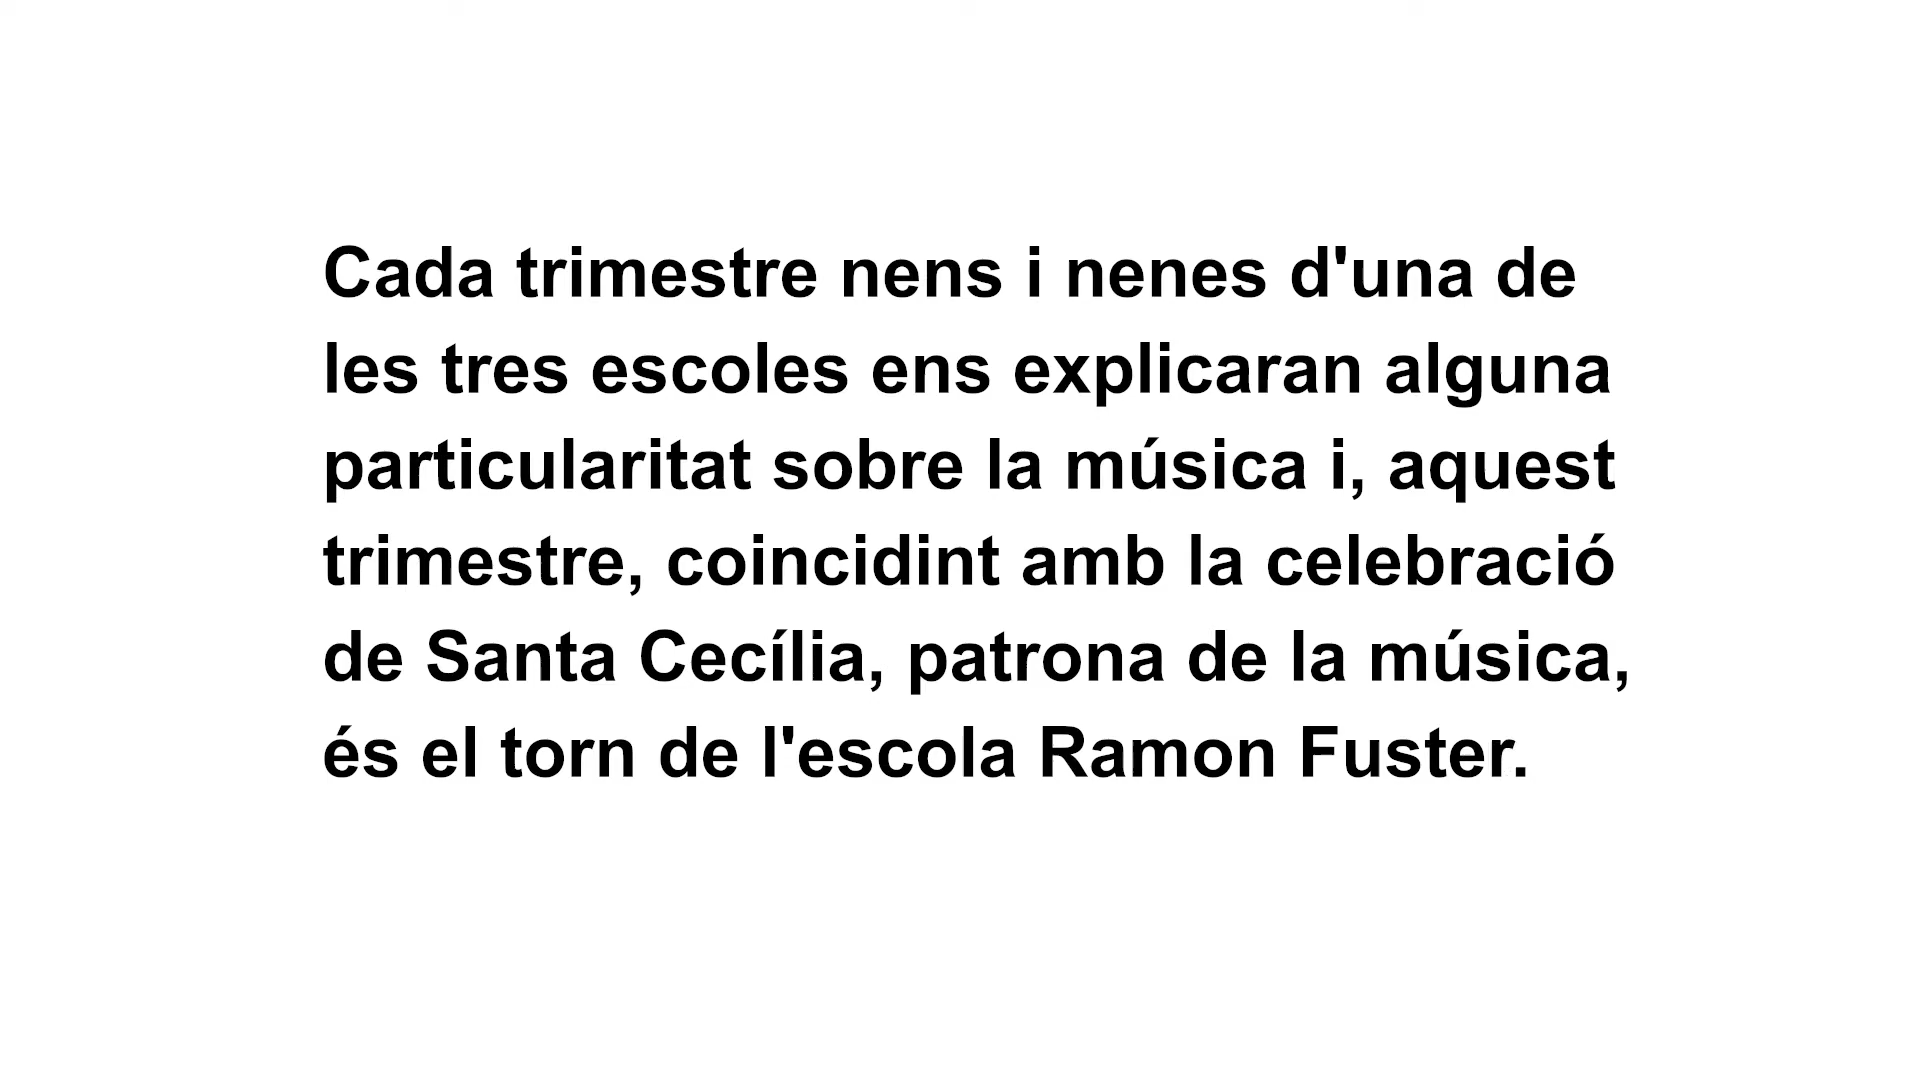 Cada trimestre nens i nenes d'una de
les tres escoles ens explicaran alguna
particularitat sobre la música i, aquest
trimestre, coincidint amb la celebració
de Santa Cecília, patrona de la música,
és el torn de l'escola Ramon Fuster.